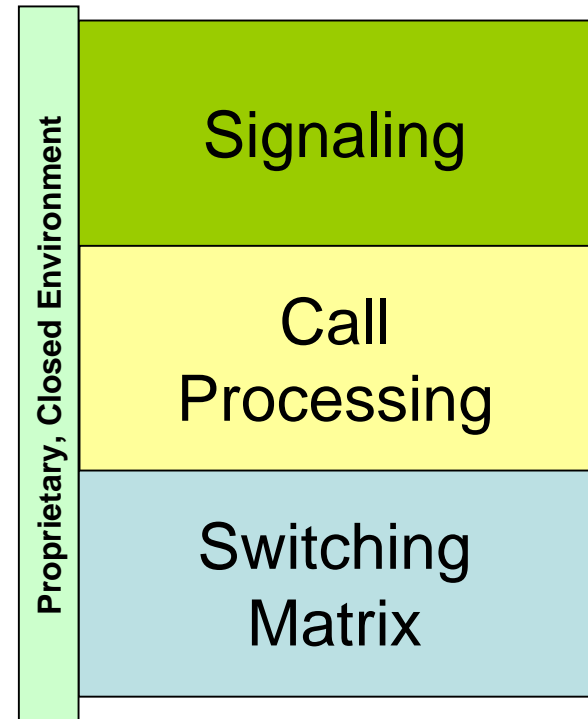 Proprietary, Closed Environment
Signaling
Call
Processing
Switching
Matrix